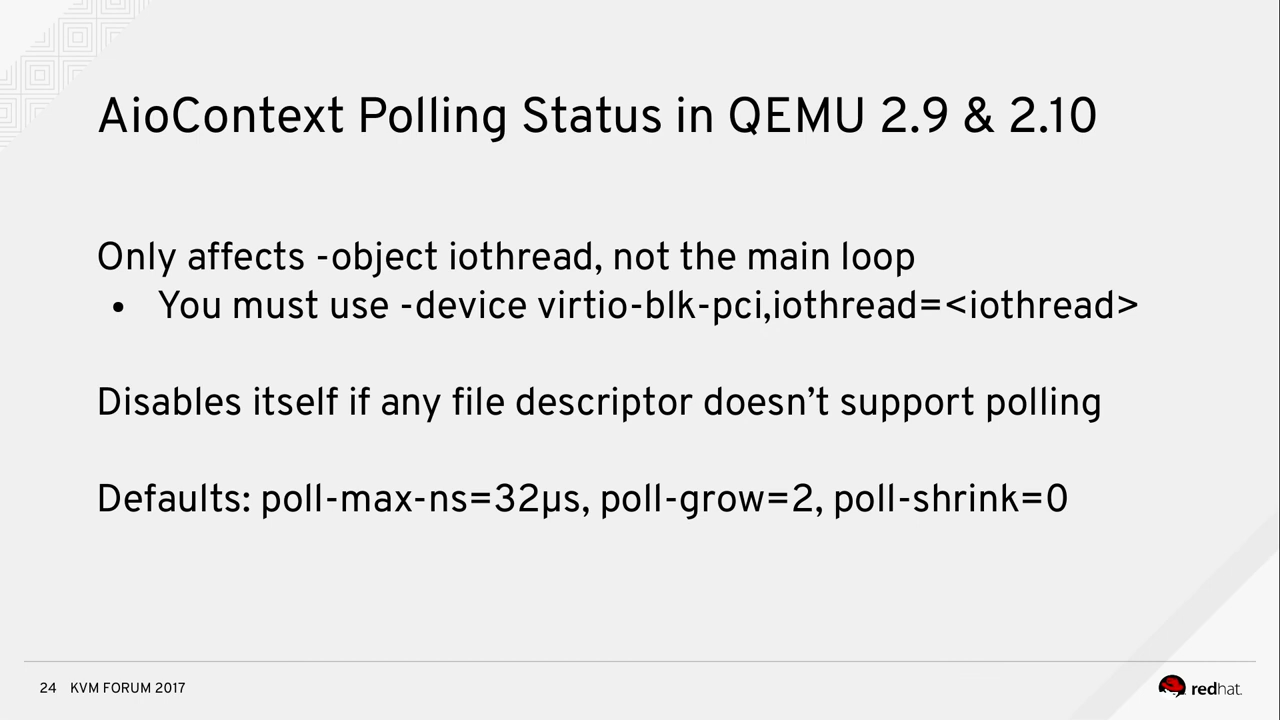 AioContext Polling Status in QEMU 2.9 & 2.10
Only affects -object iothread, not the main loop
• You must use -device virtio-blk-pci,iothread=<iothread>
Disables itself if any file descriptor doesn’t support polling
Defaults: poll-max-ns=32µs, poll-grow=2, poll-shrink=0
24 KVM FORUM 2017
redhat.